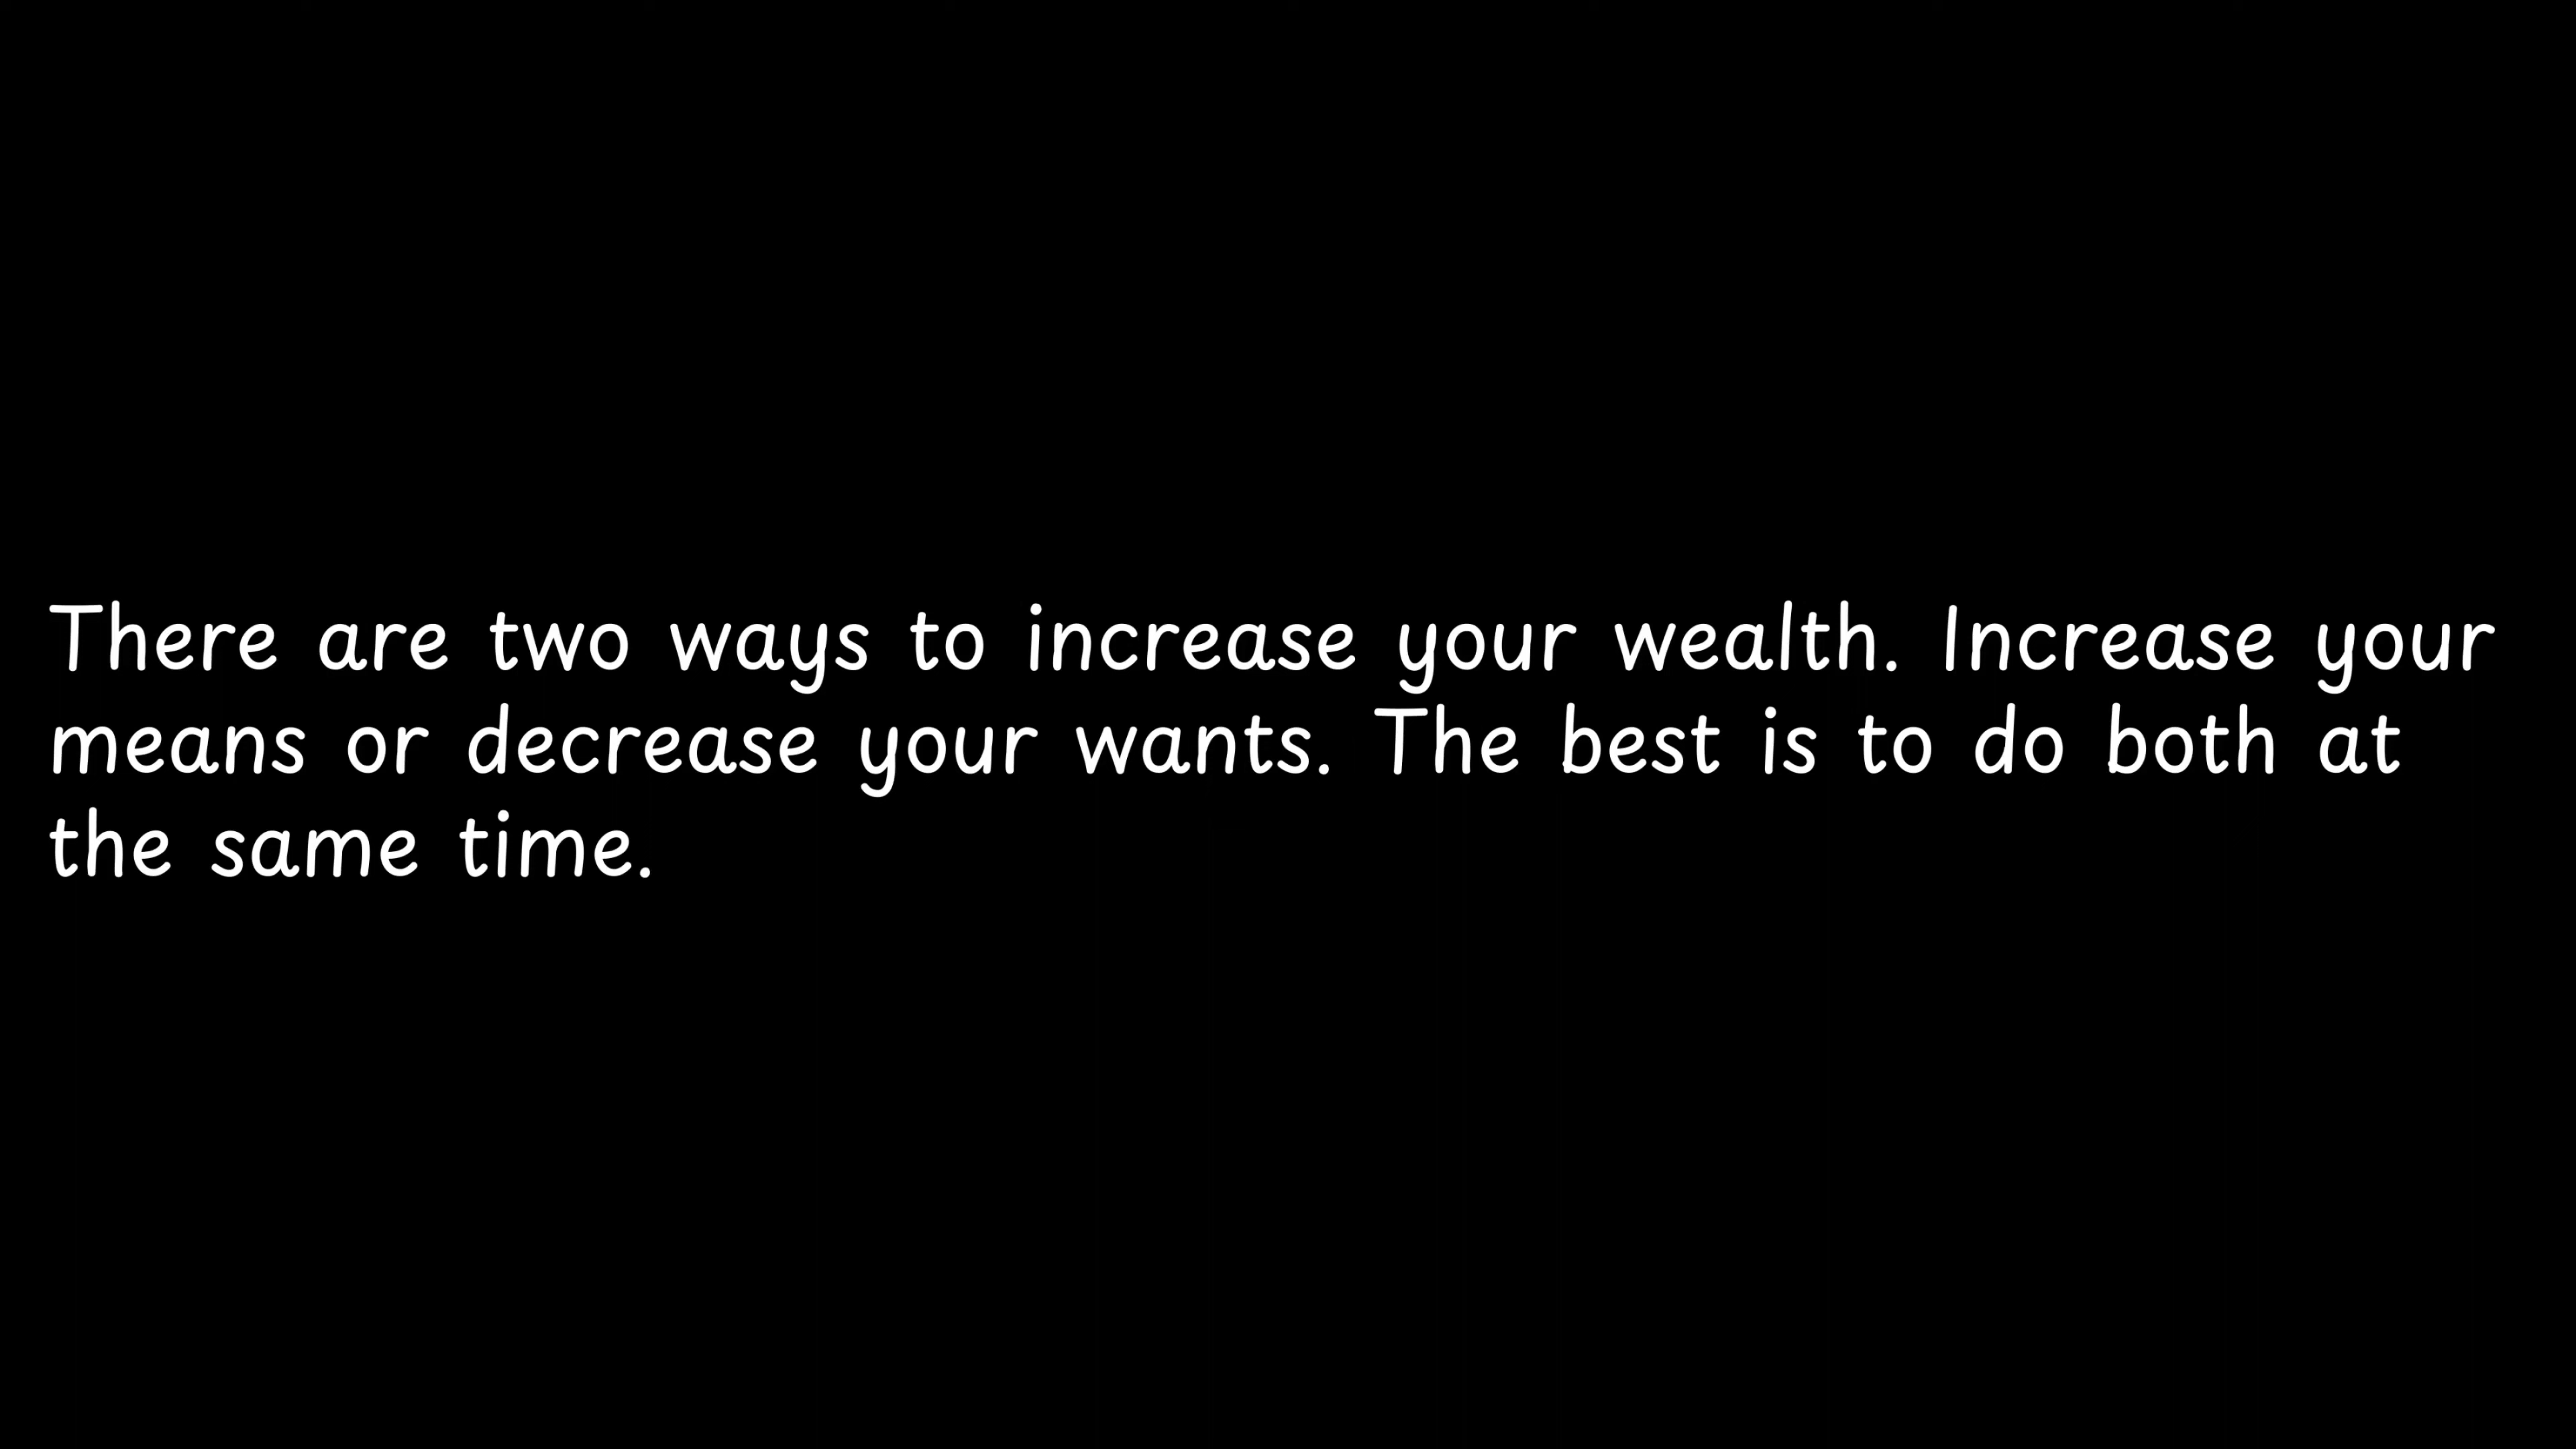 There are two ways to increase your wealth. Increase your
means or decrease your wants. The best is to do both at
the same time.